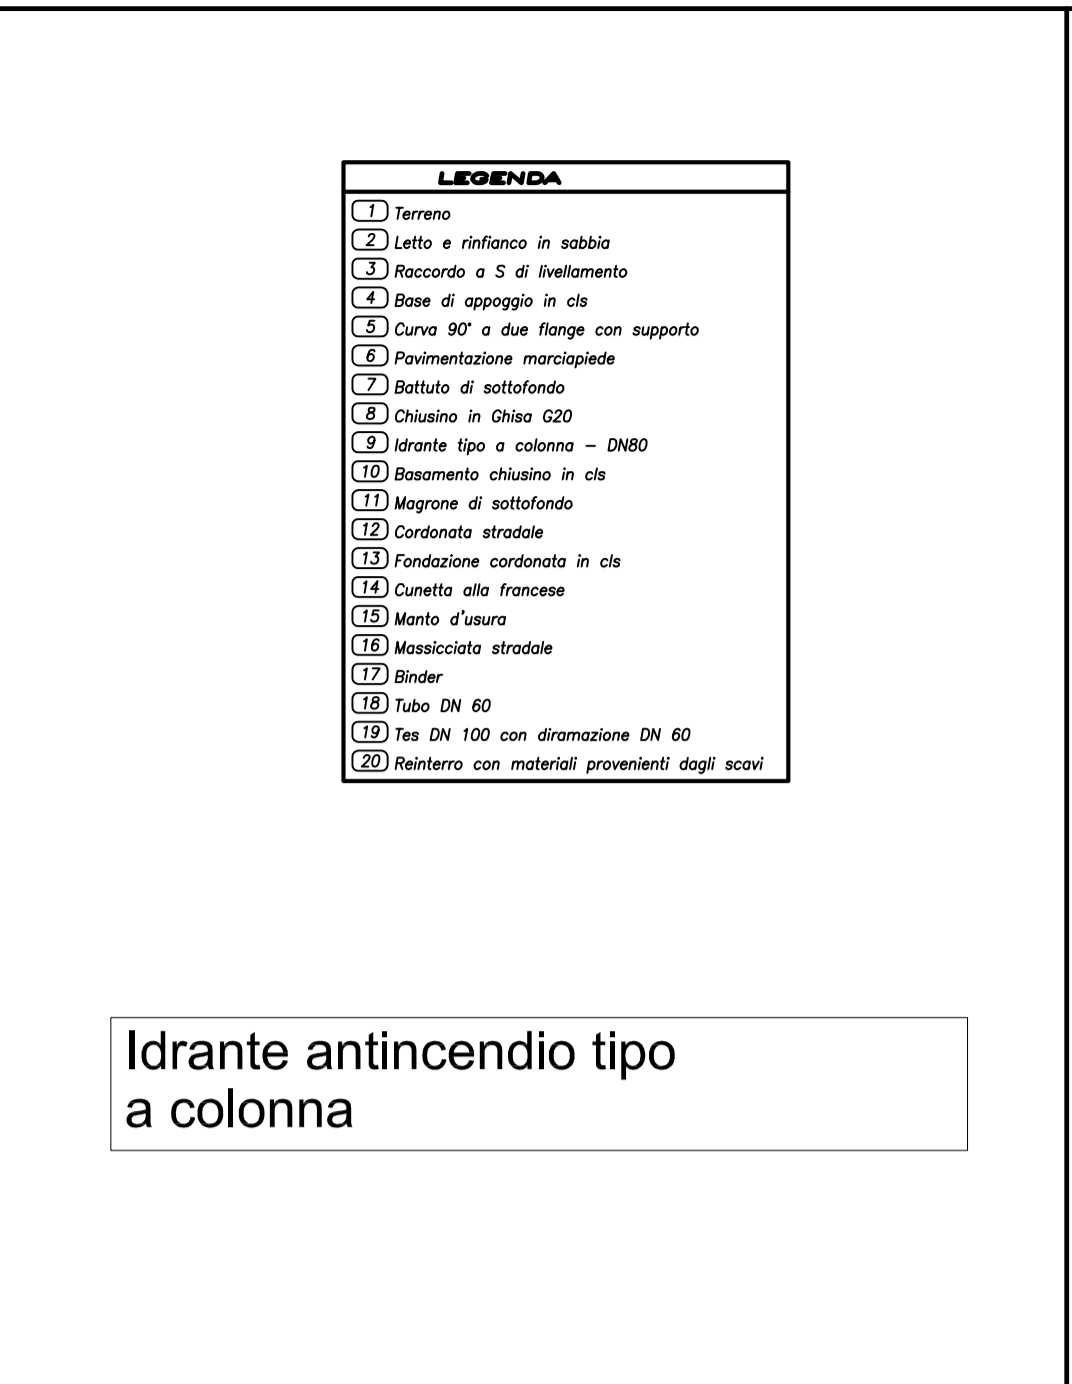 LEGENDA
1 Terreno
2 Letto e rinfianco in sabbia
3 Raccordo a S di livellamento
4 Base di appoggio in cls
5 Curva 90° a due flange con supporto
6 Pavimentazione marciapiede
7 Battuto di sottofondo
8 Chiusino in Ghisa G20
9 Idrante tipo a colonna – DN80
10 Basamento chiusino in cls
11 Magrone di sottofondo
12 Cordonata stradale
13 Fondazione cordonata in cls
14 Cunetta alla francese
15 Manto d'usura
16 Massicciata stradale
17 Binder
18 Tubo DN 60
19 Tes DN 100 con diramazione DN 60
20 Reinterro con materiali provenienti dagli scavi
Idrante antincendio tipo
a colonna